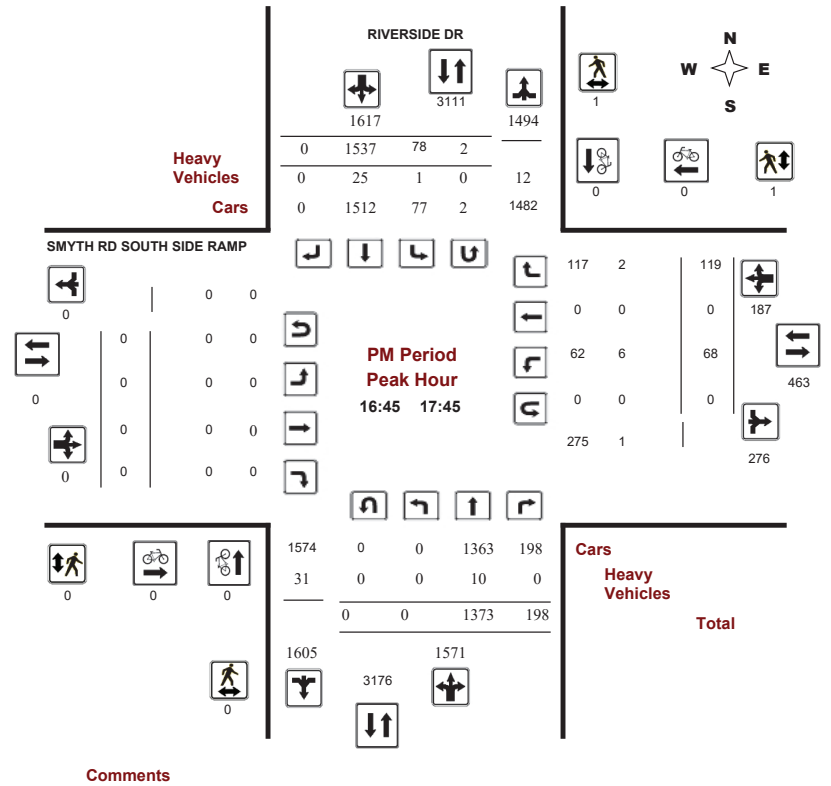 RIVERSIDE DR
N
W E
S
3111
1
1617 1494
0 1537 78 2
Heavy
Vehicles
0 25 1 0 12
Cars
0 1512 77 2 1482
0 0 1
SMYTH RD SOUTH SIDE RAMP
0 0
0
117 2 119
0 0 0
187
0 0 0
62 6 68
0
0 0 0
463
0 0 0
0 0 0
275 1
0
0 0 0
276
PM Period
Peak Hour
16:45 17:45
1574 0 0 1363 198
Cars
31 0 0 10 0
Heavy
Vehicles
0 0 0
0 0 1373 198
Total
1605 3176 1571
0
Comments